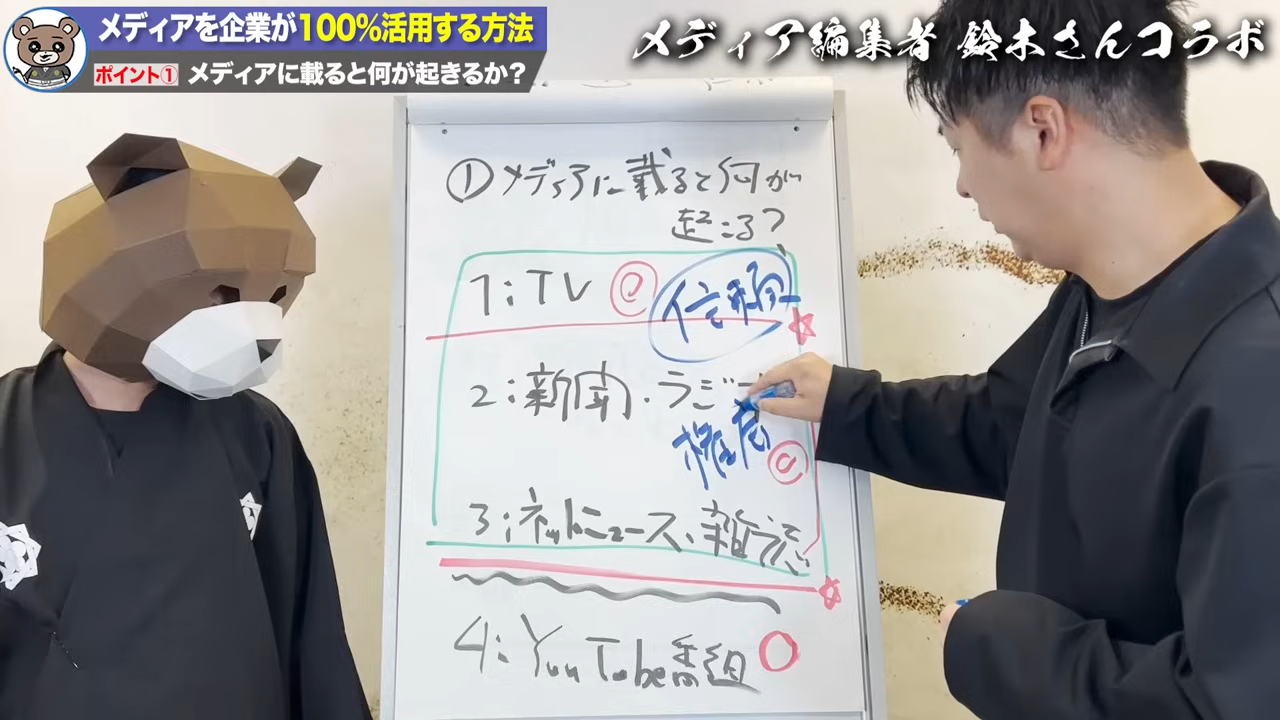 メディアを企業が100%活用する方法
ポイント① メディアに載ると何が起きるか?
メディア編集者 鈴木さんコラボ
①メディアに載ると何が
起こる?
1:TV @
信頼
2:新聞・ラジオ
権威
@
3:ネットニュース、雑誌
4:YouTube番組